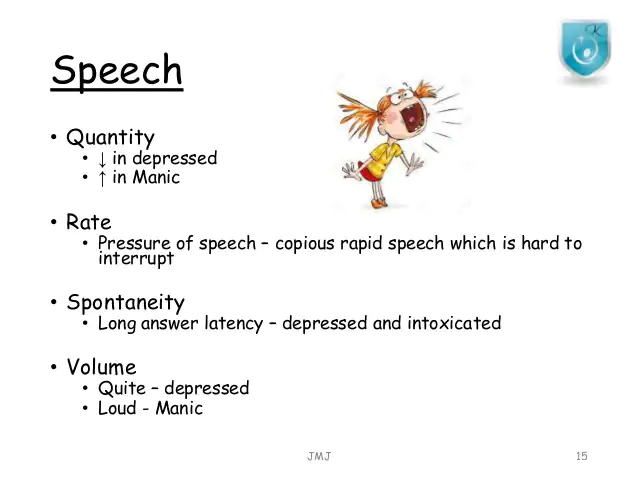 Speech
• Quantity
• ↓ in depressed
• ↑ in Manic
• Rate
• Pressure of speech – copious rapid speech which is hard to
interrupt
• Spontaneity
• Long answer latency – depressed and intoxicated
• Volume
• Quite – depressed
• Loud - Manic
JMJ
15
K